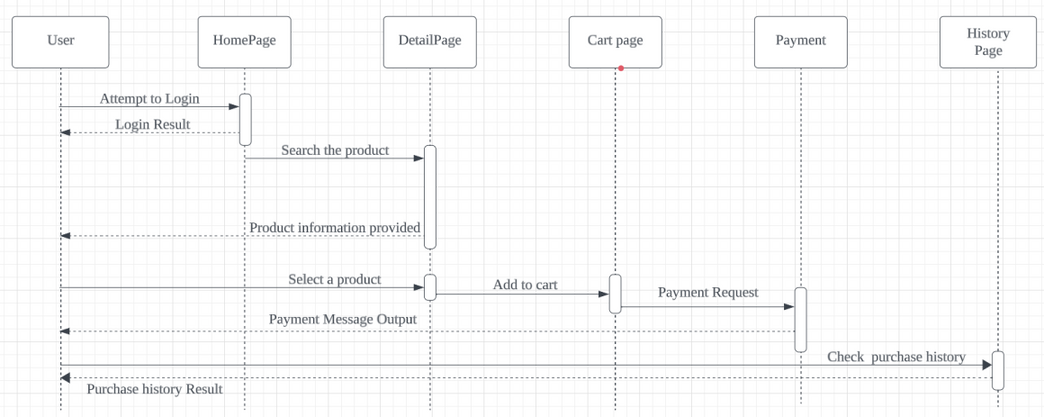 User
HomePage
DetailPage
Cart page
Payment
History
Page
Attempt to Login
Login Result
Search the product
Product information provided
Select a product
Add to cart
Payment Request
Payment Message Output
Check  purchase history
Purchase history Result